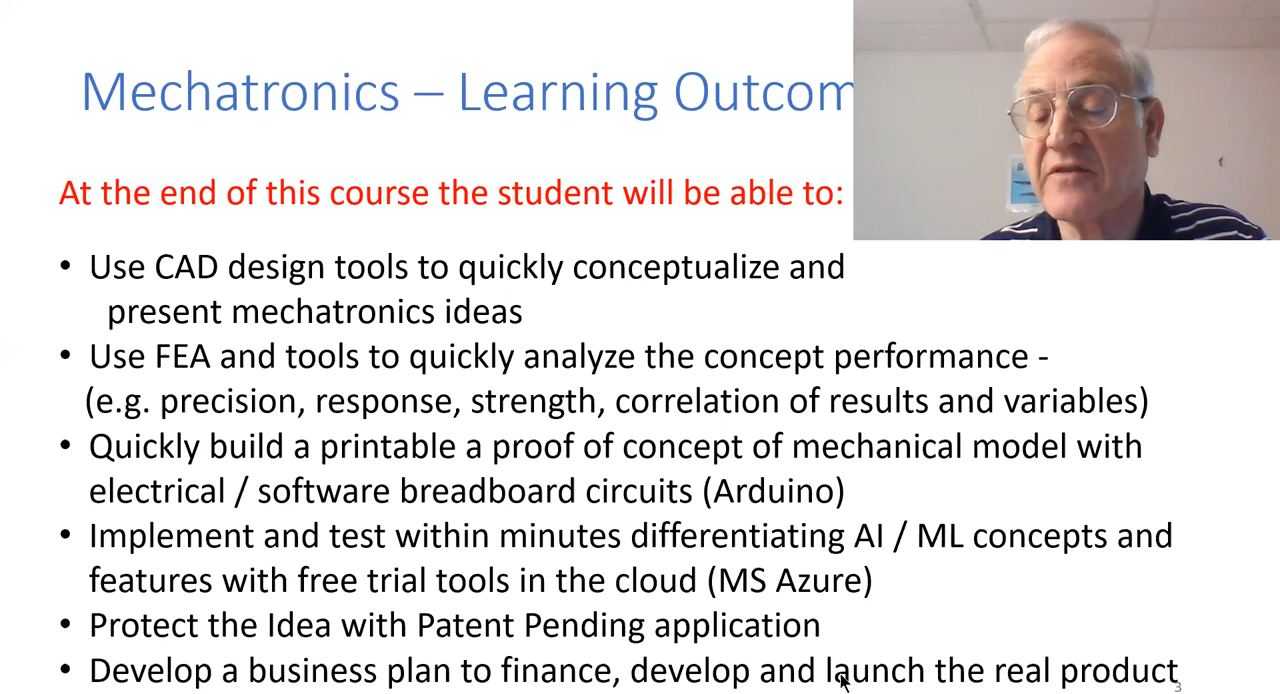 Mechatronics – Learning Outcom
At the end of this course the student will be able to:
• Use CAD design tools to quickly conceptualize and
present mechatronics ideas
• Use FEA and tools to quickly analyze the concept performance -
(e.g. precision, response, strength, correlation of results and variables)
• Quickly build a printable a proof of concept of mechanical model with
electrical / software breadboard circuits (Arduino)
• Implement and test within minutes differentiating AI / ML concepts and
features with free trial tools in the cloud (MS Azure)
• Protect the Idea with Patent Pending application
• Develop a business plan to finance, develop and launch the real product
3